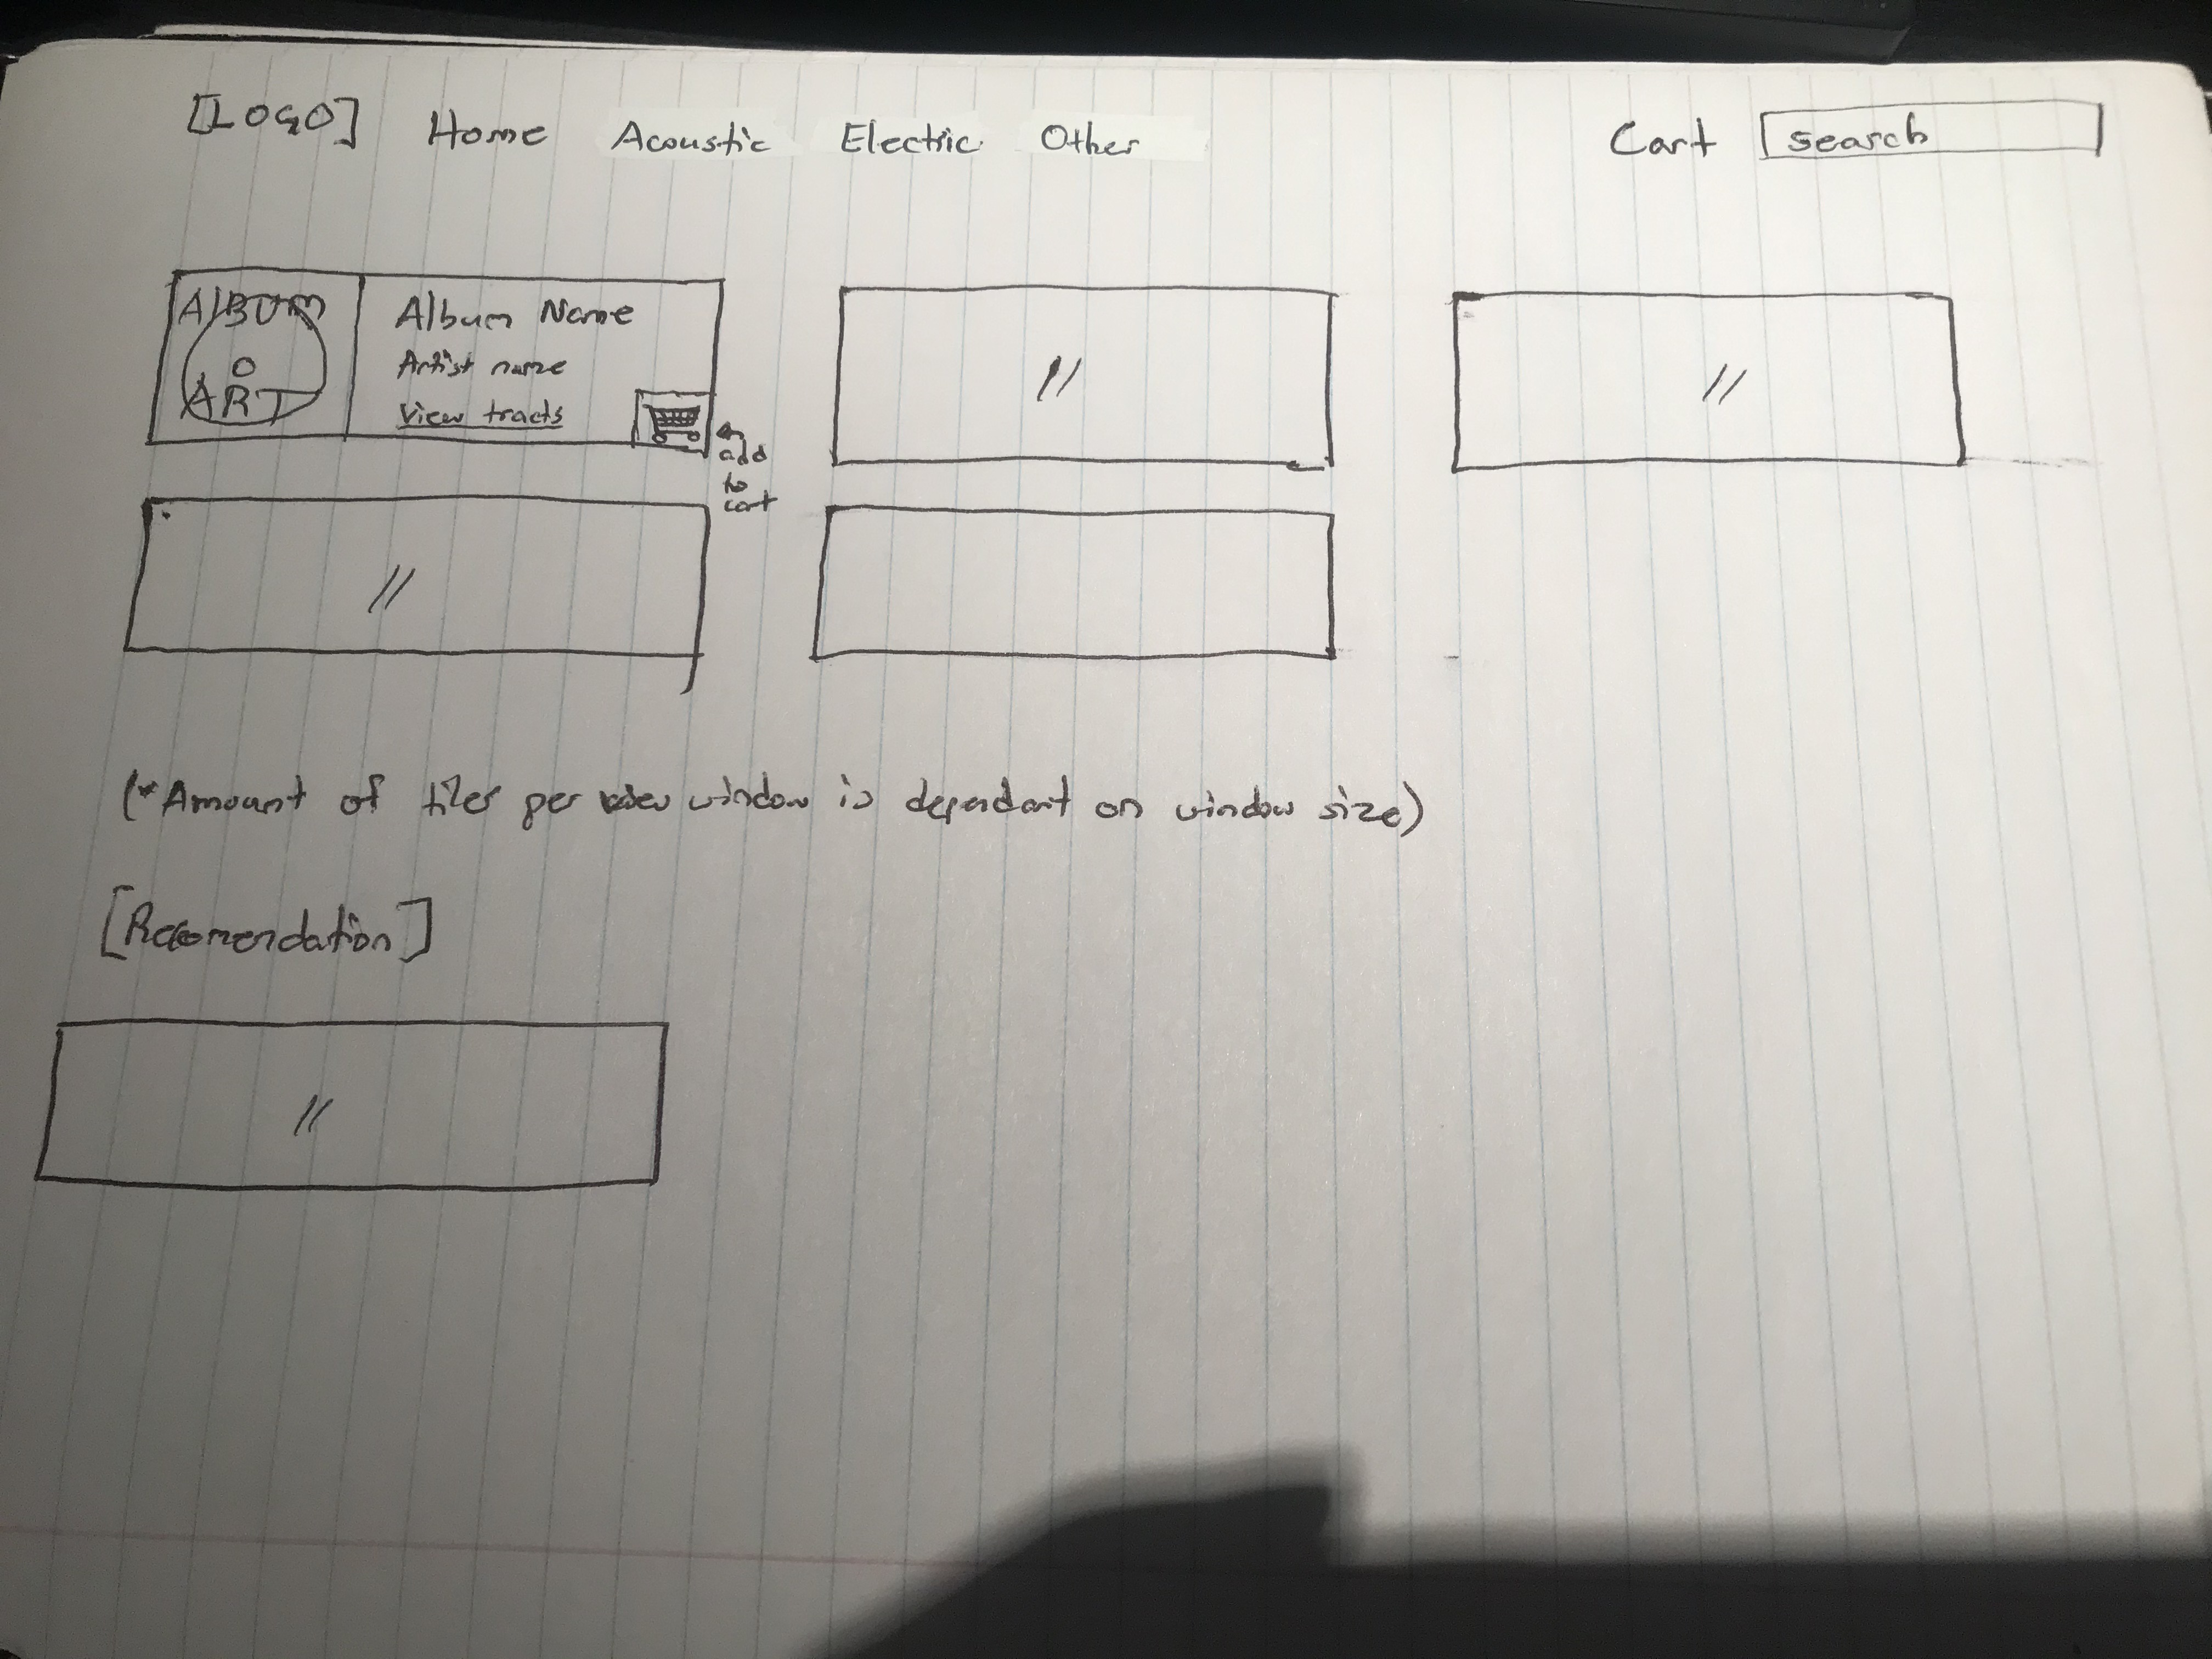 [LOGO] Home Acoustic Electric Other Cart search
ALBUM
ART
Album Name
Artist name
View tracts
add
to
cart
//
//
//
(*Amount of tiles per window is dependant on window size)
[Recomendation]
//